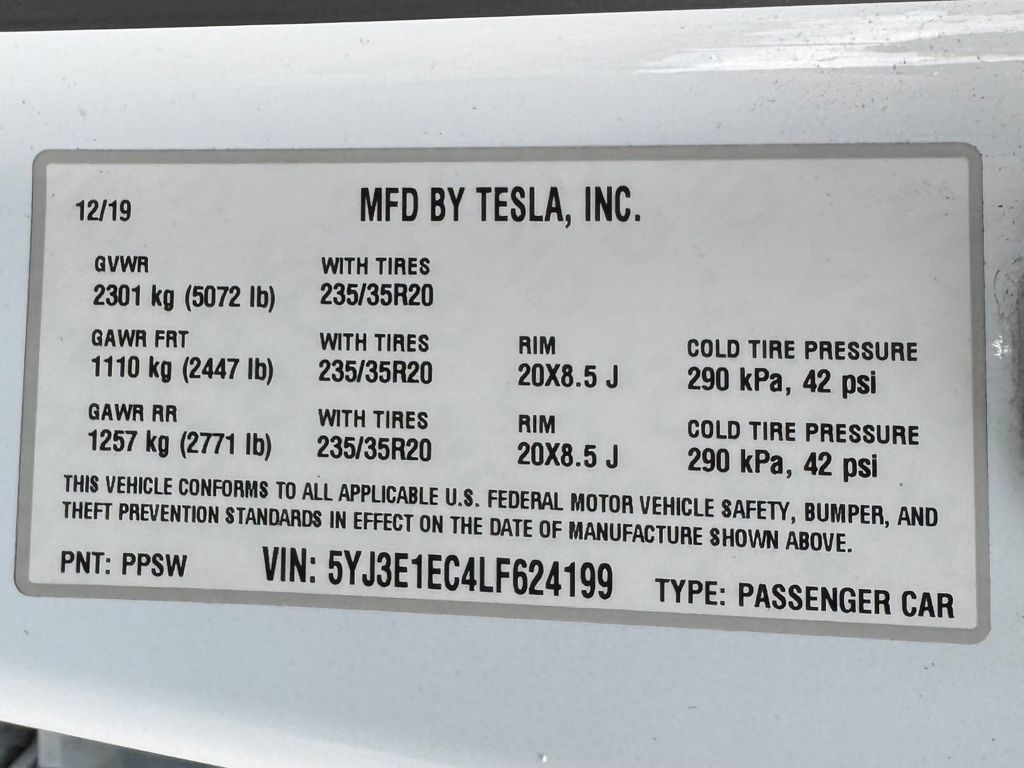 12/19 MFD BY TESLA, INC.
GVWR WITH TIRES
2301 kg (5072 lb) 235/35R20
GAWR FRT WITH TIRES RIM COLD TIRE PRESSURE
1110 kg (2447 lb) 235/35R20 20X8.5 J 290 kPa, 42 psi
GAWR RR WITH TIRES RIM COLD TIRE PRESSURE
1257 kg (2771 lb) 235/35R20 20X8.5 J 290 kPa, 42 psi
THIS VEHICLE CONFORMS TO ALL APPLICABLE U.S. FEDERAL MOTOR VEHICLE SAFETY, BUMPER, AND
THEFT PREVENTION STANDARDS IN EFFECT ON THE DATE OF MANUFACTURE SHOWN ABOVE.
PNT: PPSW VIN: 5YJ3E1EC4LF624199 TYPE: PASSENGER CAR